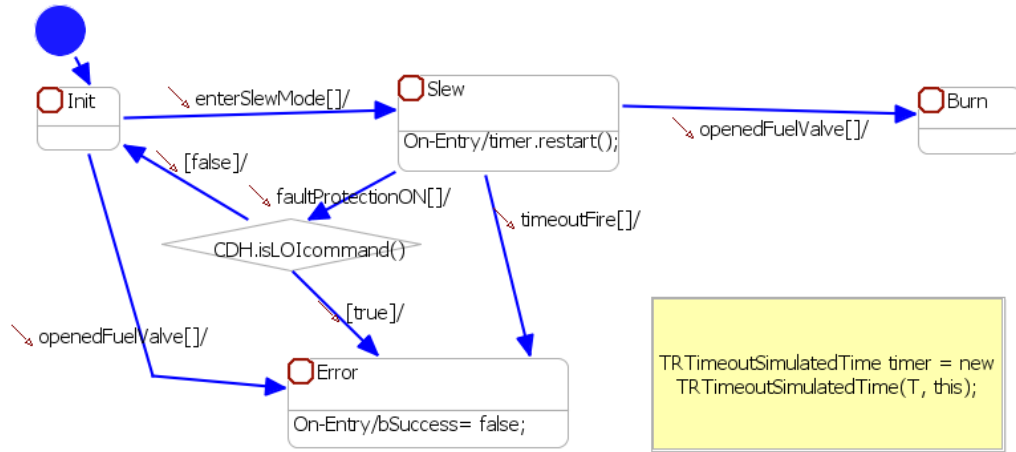 Init
enterSlewMode[]/
Slew
On-Entry/timer.restart();
Burn
openedFuelValve[]/
[false]/
faultProtectionON[]/
timeoutFire[]/
CDH.isLOIcommand()
[true]/
openedFuelValve[]/
Error
On-Entry/bSuccess= false;
TRTimeoutSimulatedTime timer = new
TRTimeoutSimulatedTime(T, this);